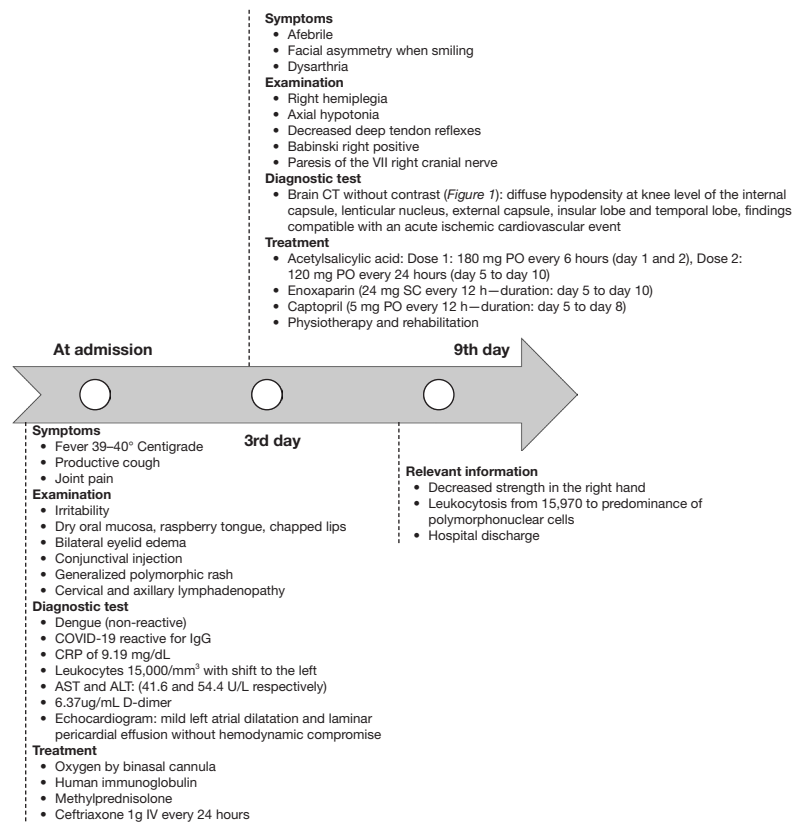 Symptoms
• Afebrile
• Facial asymmetry when smiling
• Dysarthria
Examination
• Right hemiplegia
• Axial hypotonia
• Decreased deep tendon reflexes
• Babinski right positive
• Paresis of the VII right cranial nerve
Diagnostic test
• Brain CT without contrast (Figure 1): diffuse hypodensity at knee level of the internal
capsule, lenticular nucleus, external capsule, insular lobe and temporal lobe, findings
compatible with an acute ischemic cardiovascular event
Treatment
• Acetylsalicylic acid: Dose 1: 180 mg PO every 6 hours (day 1 and 2), Dose 2:
120 mg PO every 24 hours (day 5 to day 10)
• Enoxaparin (24 mg SC every 12 h—duration: day 5 to day 10)
• Captopril (5 mg PO every 12 h—duration: day 5 to day 8)
• Physiotherapy and rehabilitation
At admission
9th day
3rd day
Symptoms
• Fever 39–40° Centigrade
• Productive cough
• Joint pain
Examination
• Irritability
• Dry oral mucosa, raspberry tongue, chapped lips
• Bilateral eyelid edema
• Conjunctival injection
• Generalized polymorphic rash
• Cervical and axillary lymphadenopathy
Diagnostic test
• Dengue (non-reactive)
• COVID-19 reactive for IgG
• CRP of 9.19 mg/dL
• Leukocytes 15,000/mm³ with shift to the left
• AST and ALT: (41.6 and 54.4 U/L respectively)
• 6.37ug/mL D-dimer
• Echocardiogram: mild left atrial dilatation and laminar
pericardial effusion without hemodynamic compromise
Treatment
• Oxygen by binasal cannula
• Human immunoglobulin
• Methylprednisolone
• Ceftriaxone 1g IV every 24 hours
Relevant information
• Decreased strength in the right hand
• Leukocytosis from 15,970 to predominance of
polymorphonuclear cells
• Hospital discharge